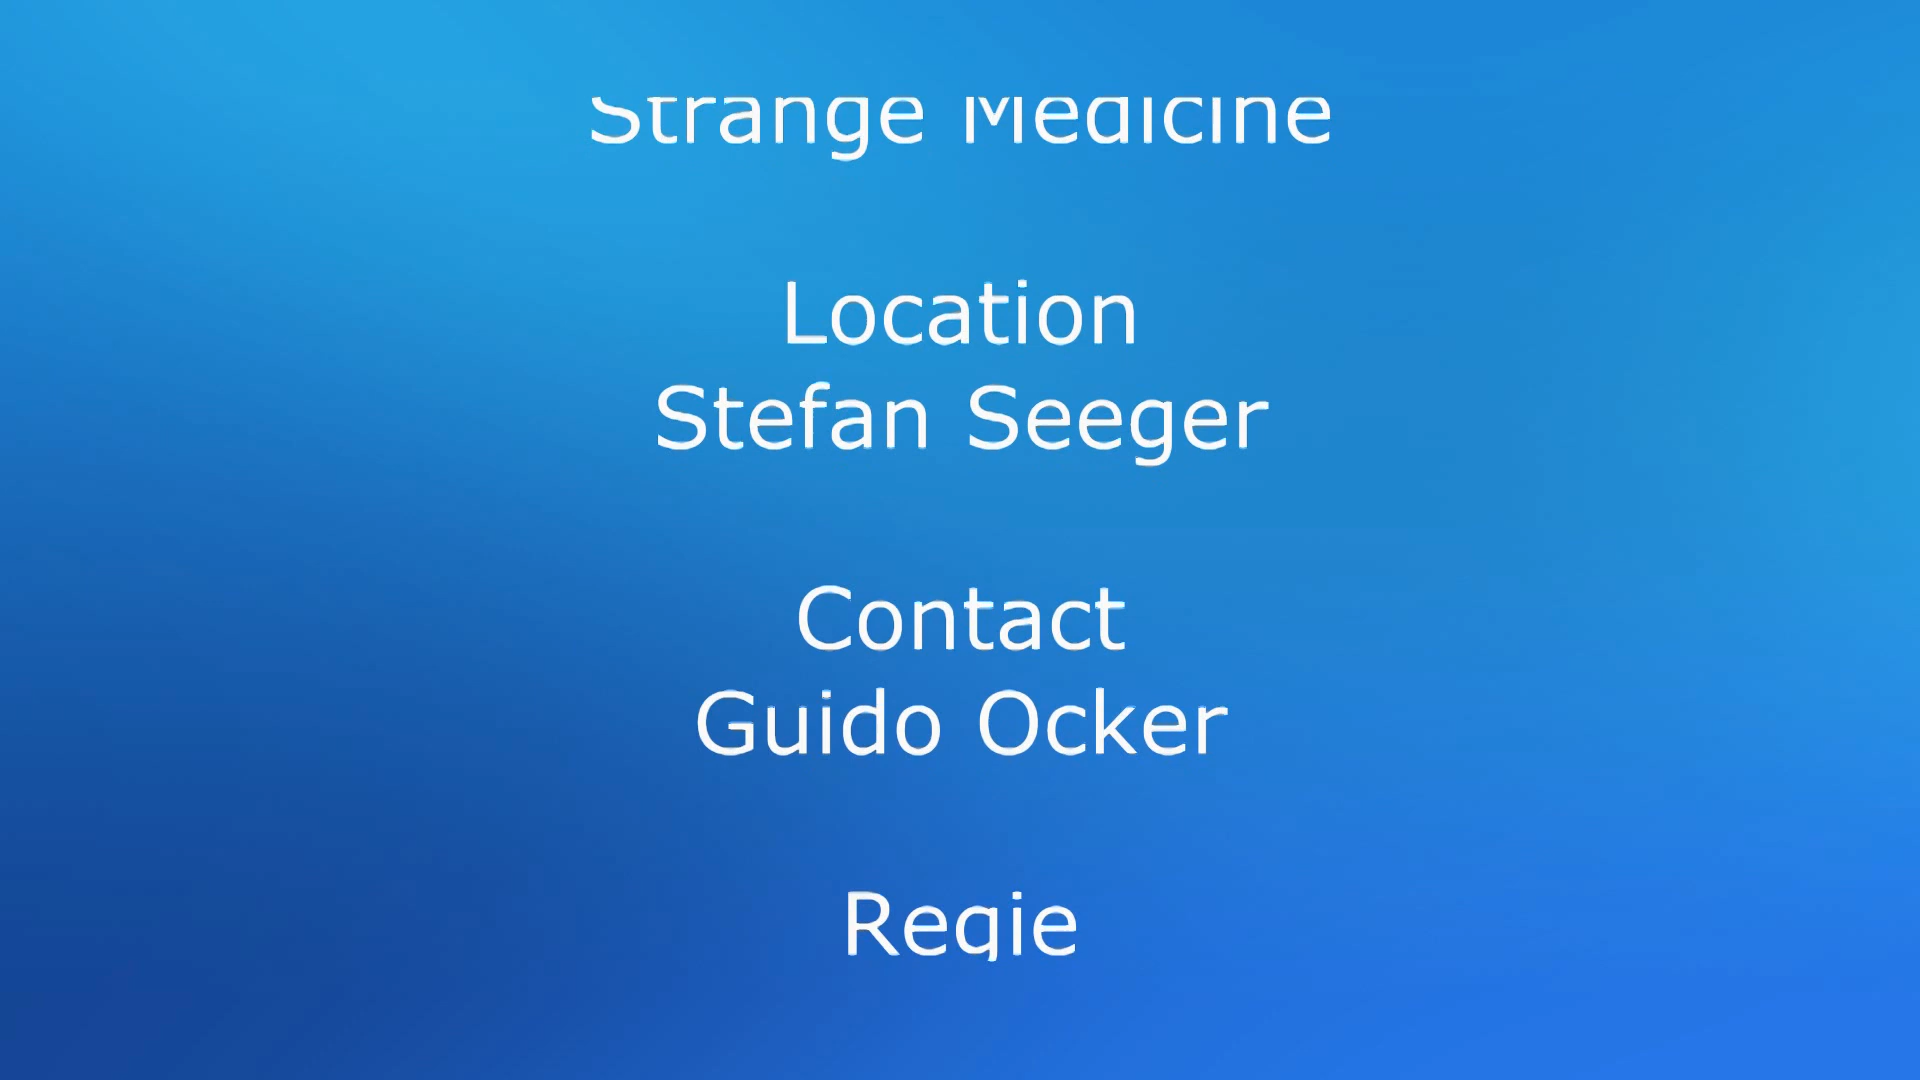 Strange Medicine
Location
Stefan Seeger
Contact
Guido Ocker
Regie